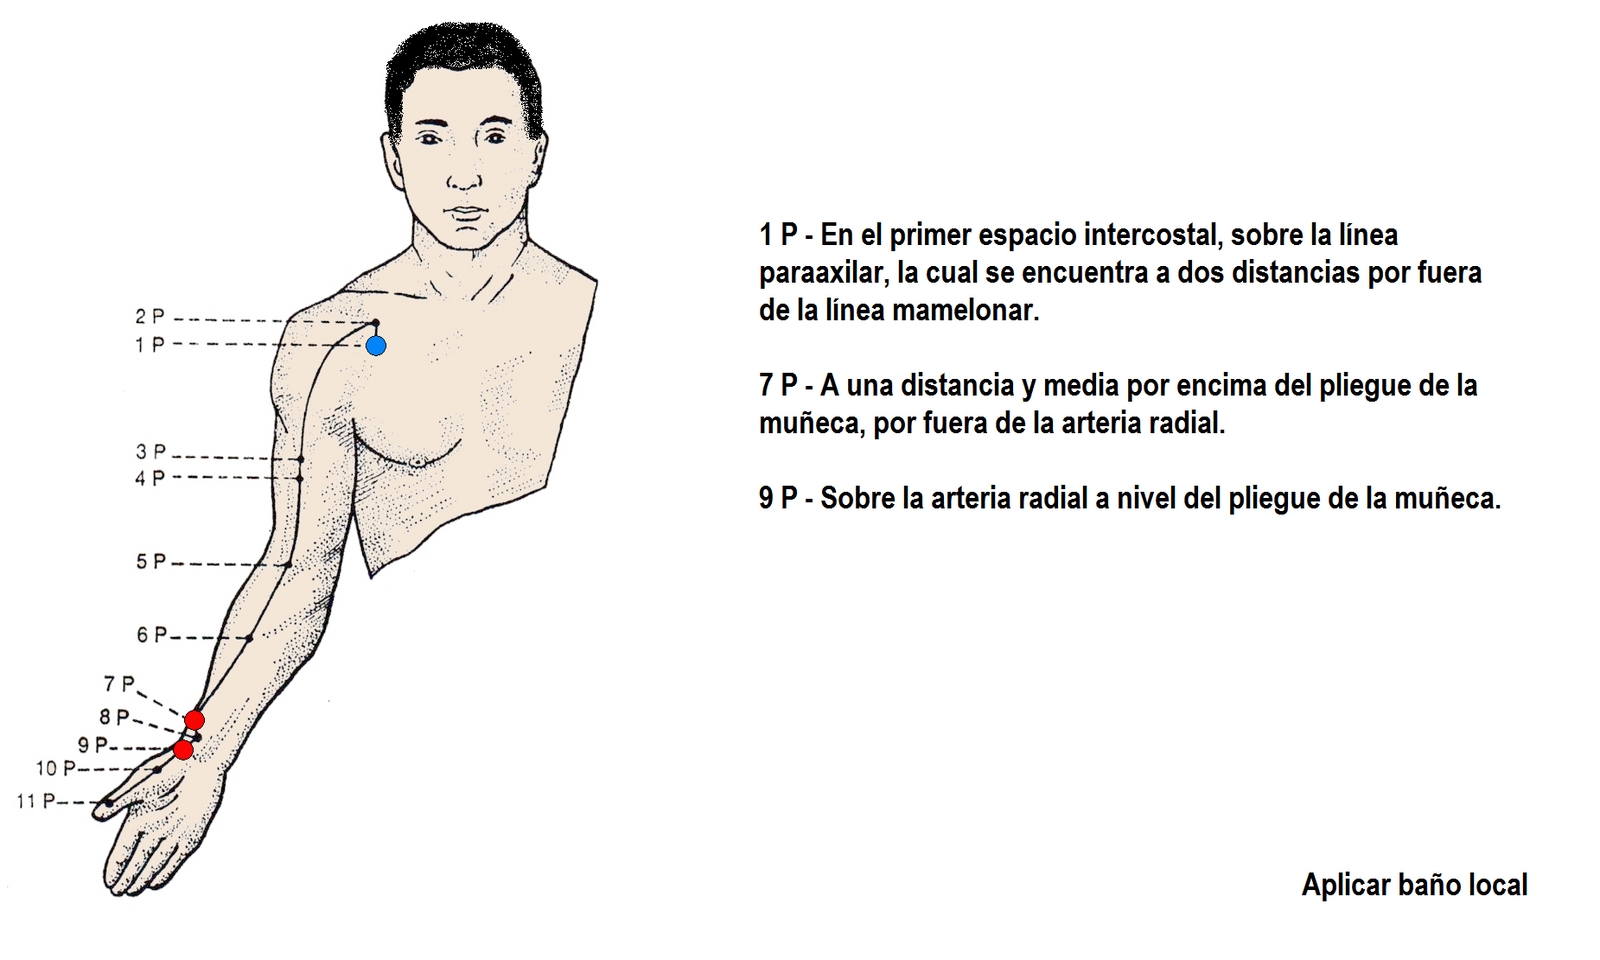 2 P
1 P
3 P
4 P
5 P
6 P
7 P
8 P
9 P
10 P
11 P
1 P - En el primer espacio intercostal, sobre la línea
paraaxilar, la cual se encuentra a dos distancias por fuera
de la línea mamelonar.
7 P - A una distancia y media por encima del pliegue de la
muñeca, por fuera de la arteria radial.
9 P - Sobre la arteria radial a nivel del pliegue de la muñeca.
Aplicar baño local